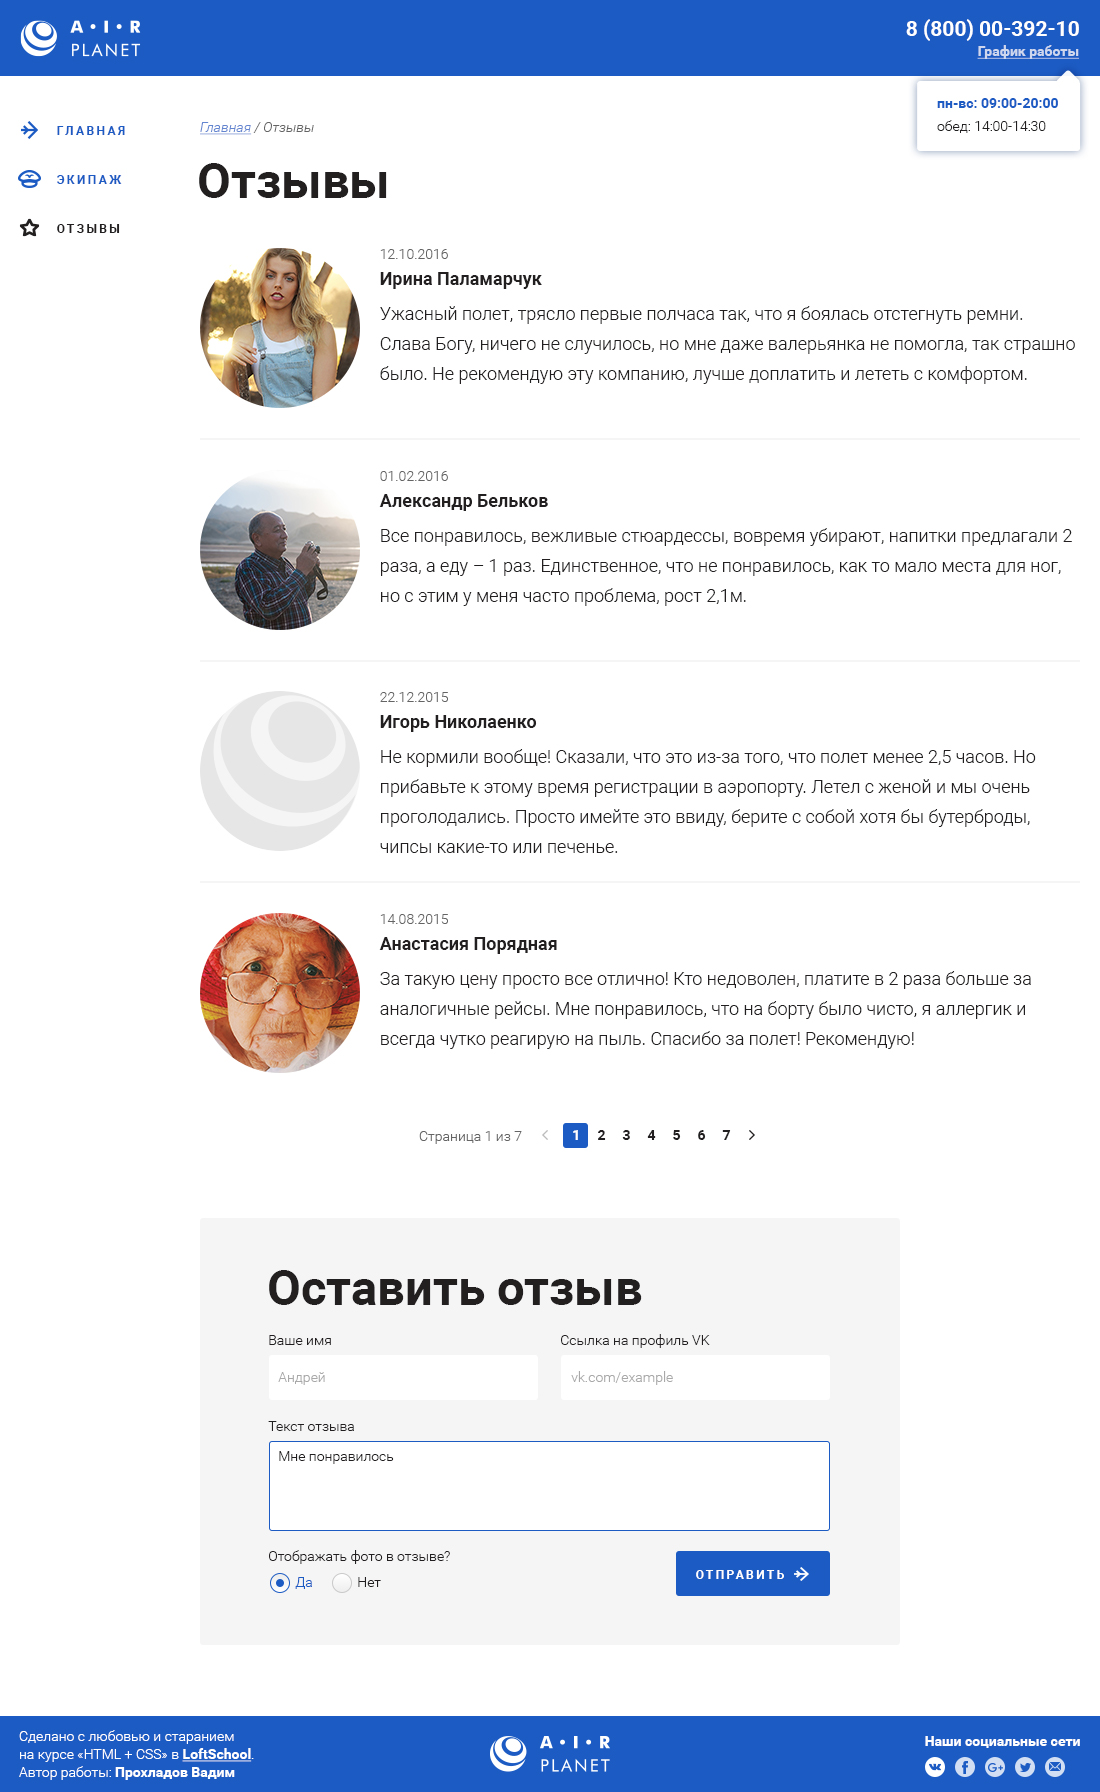 A·I·R
PLANET
8 (800) 00-392-10
График работы
пн-вс: 09:00-20:00
обед: 14:00-14:30
ГЛАВНАЯ
ЭКИПАЖ
ОТЗЫВЫ
Главная / Отзывы
Отзывы
12.10.2016
Ирина Паламарчук
Ужасный полет, трясло первые полчаса так, что я боялась отстегнуть ремни.
Слава Богу, ничего не случилось, но мне даже валерьянка не помогла, так страшно
было. Не рекомендую эту компанию, лучше доплатить и лететь с комфортом.
01.02.2016
Александр Бельков
Все понравилось, вежливые стюардессы, вовремя убирают, напитки предлагали 2
раза, а еду – 1 раз. Единственное, что не понравилось, как то мало места для ног,
но с этим у меня часто проблема, рост 2,1м.
22.12.2015
Игорь Николаенко
Не кормили вообще! Сказали, что это из-за того, что полет менее 2,5 часов. Но
прибавьте к этому время регистрации в аэропорту. Летел с женой и мы очень
проголодались. Просто имейте это ввиду, берите с собой хотя бы бутерброды,
чипсы какие-то или печенье.
14.08.2015
Анастасия Порядная
За такую цену просто все отлично! Кто недоволен, платите в 2 раза больше за
аналогичные рейсы. Мне понравилось, что на борту было чисто, я аллергик и
всегда чутко реагирую на пыль. Спасибо за полет! Рекомендую!
Страница 1 из 7 < 1 2 3 4 5 6 7 >
Оставить отзыв
Ваше имя
Андрей
Ссылка на профиль VK
vk.com/example
Текст отзыва
Мне понравилось
Отображать фото в отзыве?
Да Нет
ОТПРАВИТЬ
Сделано с любовью и старанием
на курсе «HTML + CSS» в LoftSchool.
Автор работы: Прохладов Вадим
A·I·R
PLANET
Наши социальные сети